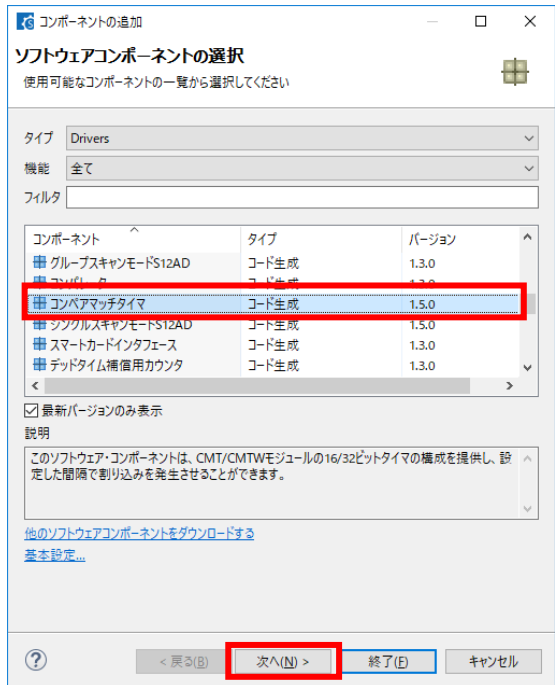 コンポーネントの追加
ソフトウェアコンポーネントの選択
使用可能なコンポーネントの一覧から選択してください
タイプ Drivers
機能 全て
フィルタ
コンポーネント タイプ バージョン
グループスキャンモードS12AD コード生成 1.3.0
コンパレータ コード生成 1.3.0
コンペアマッチタイマ コード生成 1.5.0
シングルスキャンモードS12AD コード生成 1.5.0
スマートカードインタフェース コード生成 1.3.0
デッドタイム補償用カウンタ コード生成 1.3.0
最新バージョンのみ表示
説明
このソフトウェア・コンポーネントは、CMT/CMTWモジュールの16/32ビットタイマの構成を提供し、設
定した間隔で割り込みを発生させることができます。
他のソフトウェアコンポーネントをダウンロードする
基本設定...
< 戻る(B) 次へ(N) > 終了(F) キャンセル